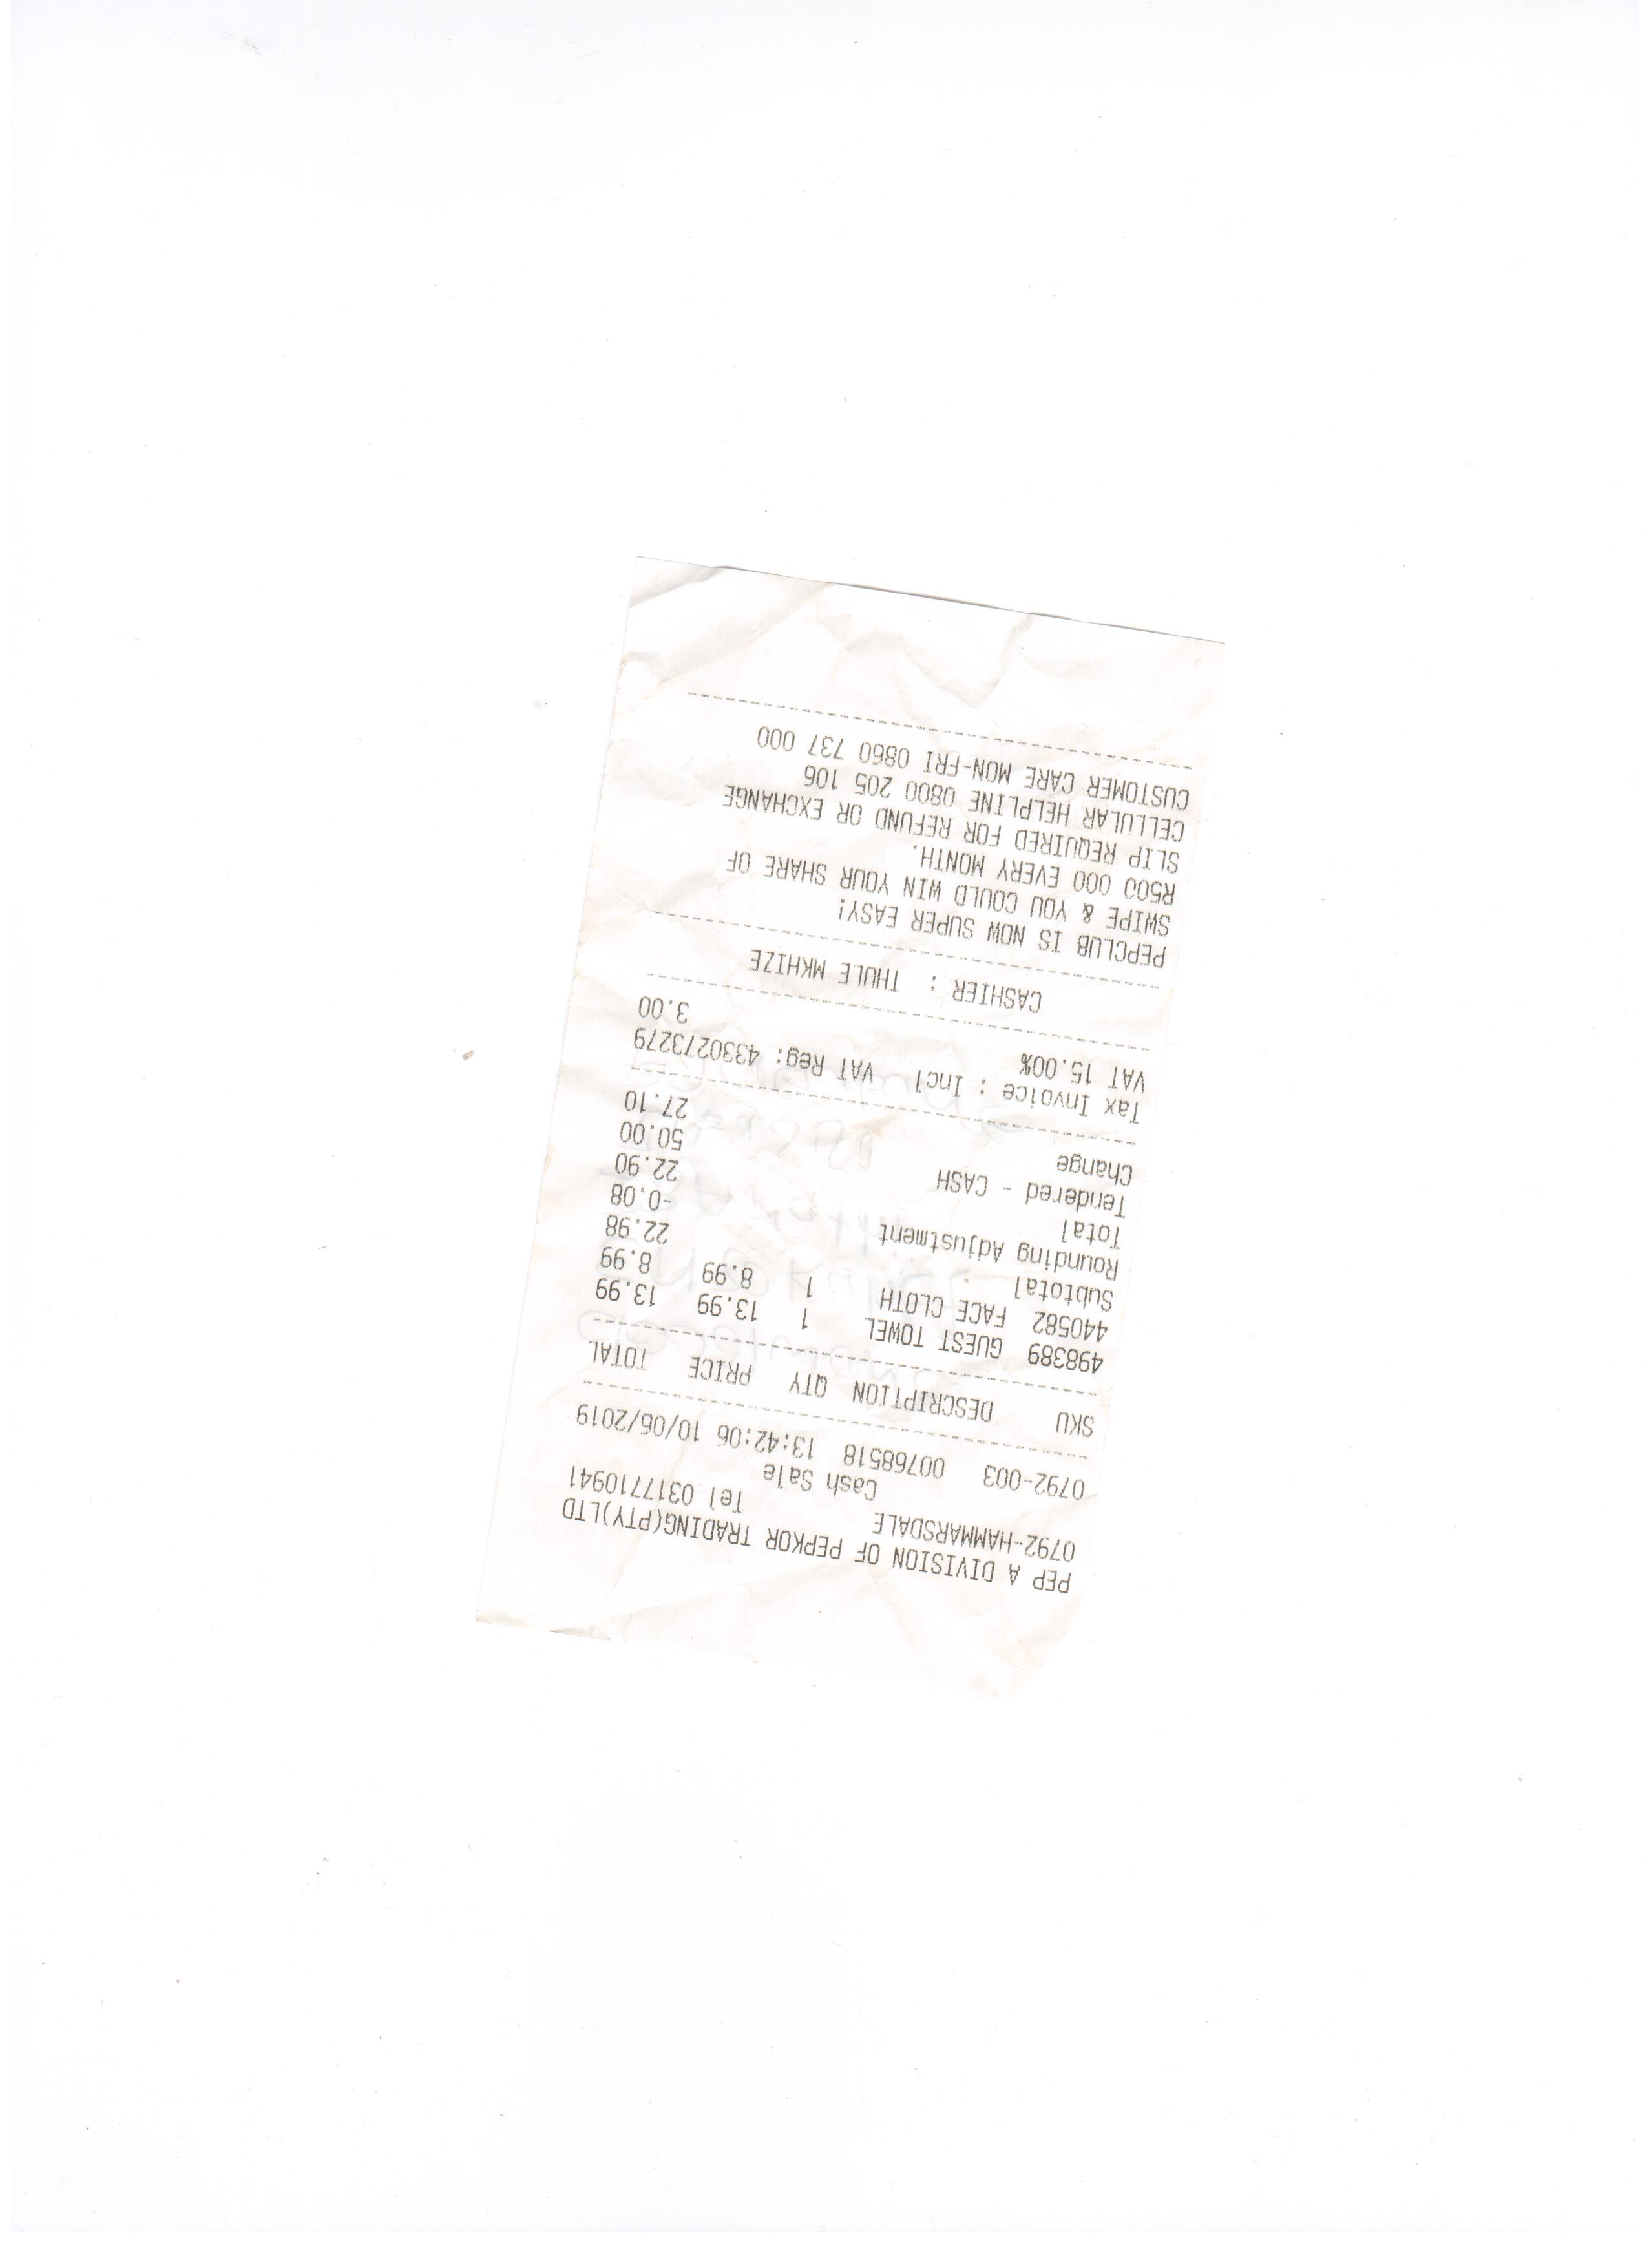 PEP A DIVISION OF PEPKOR TRADING(PTY)LTD
0792-HAMMARSDALE Tel 0317710941
Cash Sale
0792-003 00768518 13:42:06 10/06/2019
SKU DESCRIPTION QTY PRICE TOTAL
498389 GUEST TOWEL 1 13.99 13.99
440582 FACE CLOTH 1 8.99 8.99
Subtotal 22.98
Rounding Adjustment -0.08
Total 22.90
Tendered - CASH 50.00
Change 27.10
Tax Invoice : Incl VAT Reg: 4330273279
VAT 15.00% 3.00
CASHIER : THULE MKHIZE
PEPCLUB IS NOW SUPER EASY!
SWIPE & YOU COULD WIN YOUR SHARE OF
R500 000 EVERY MONTH.
SLIP REQUIRED FOR REFUND OR EXCHANGE
CELLULAR HELPLINE 0800 205 106
CUSTOMER CARE MON-FRI 0860 737 000